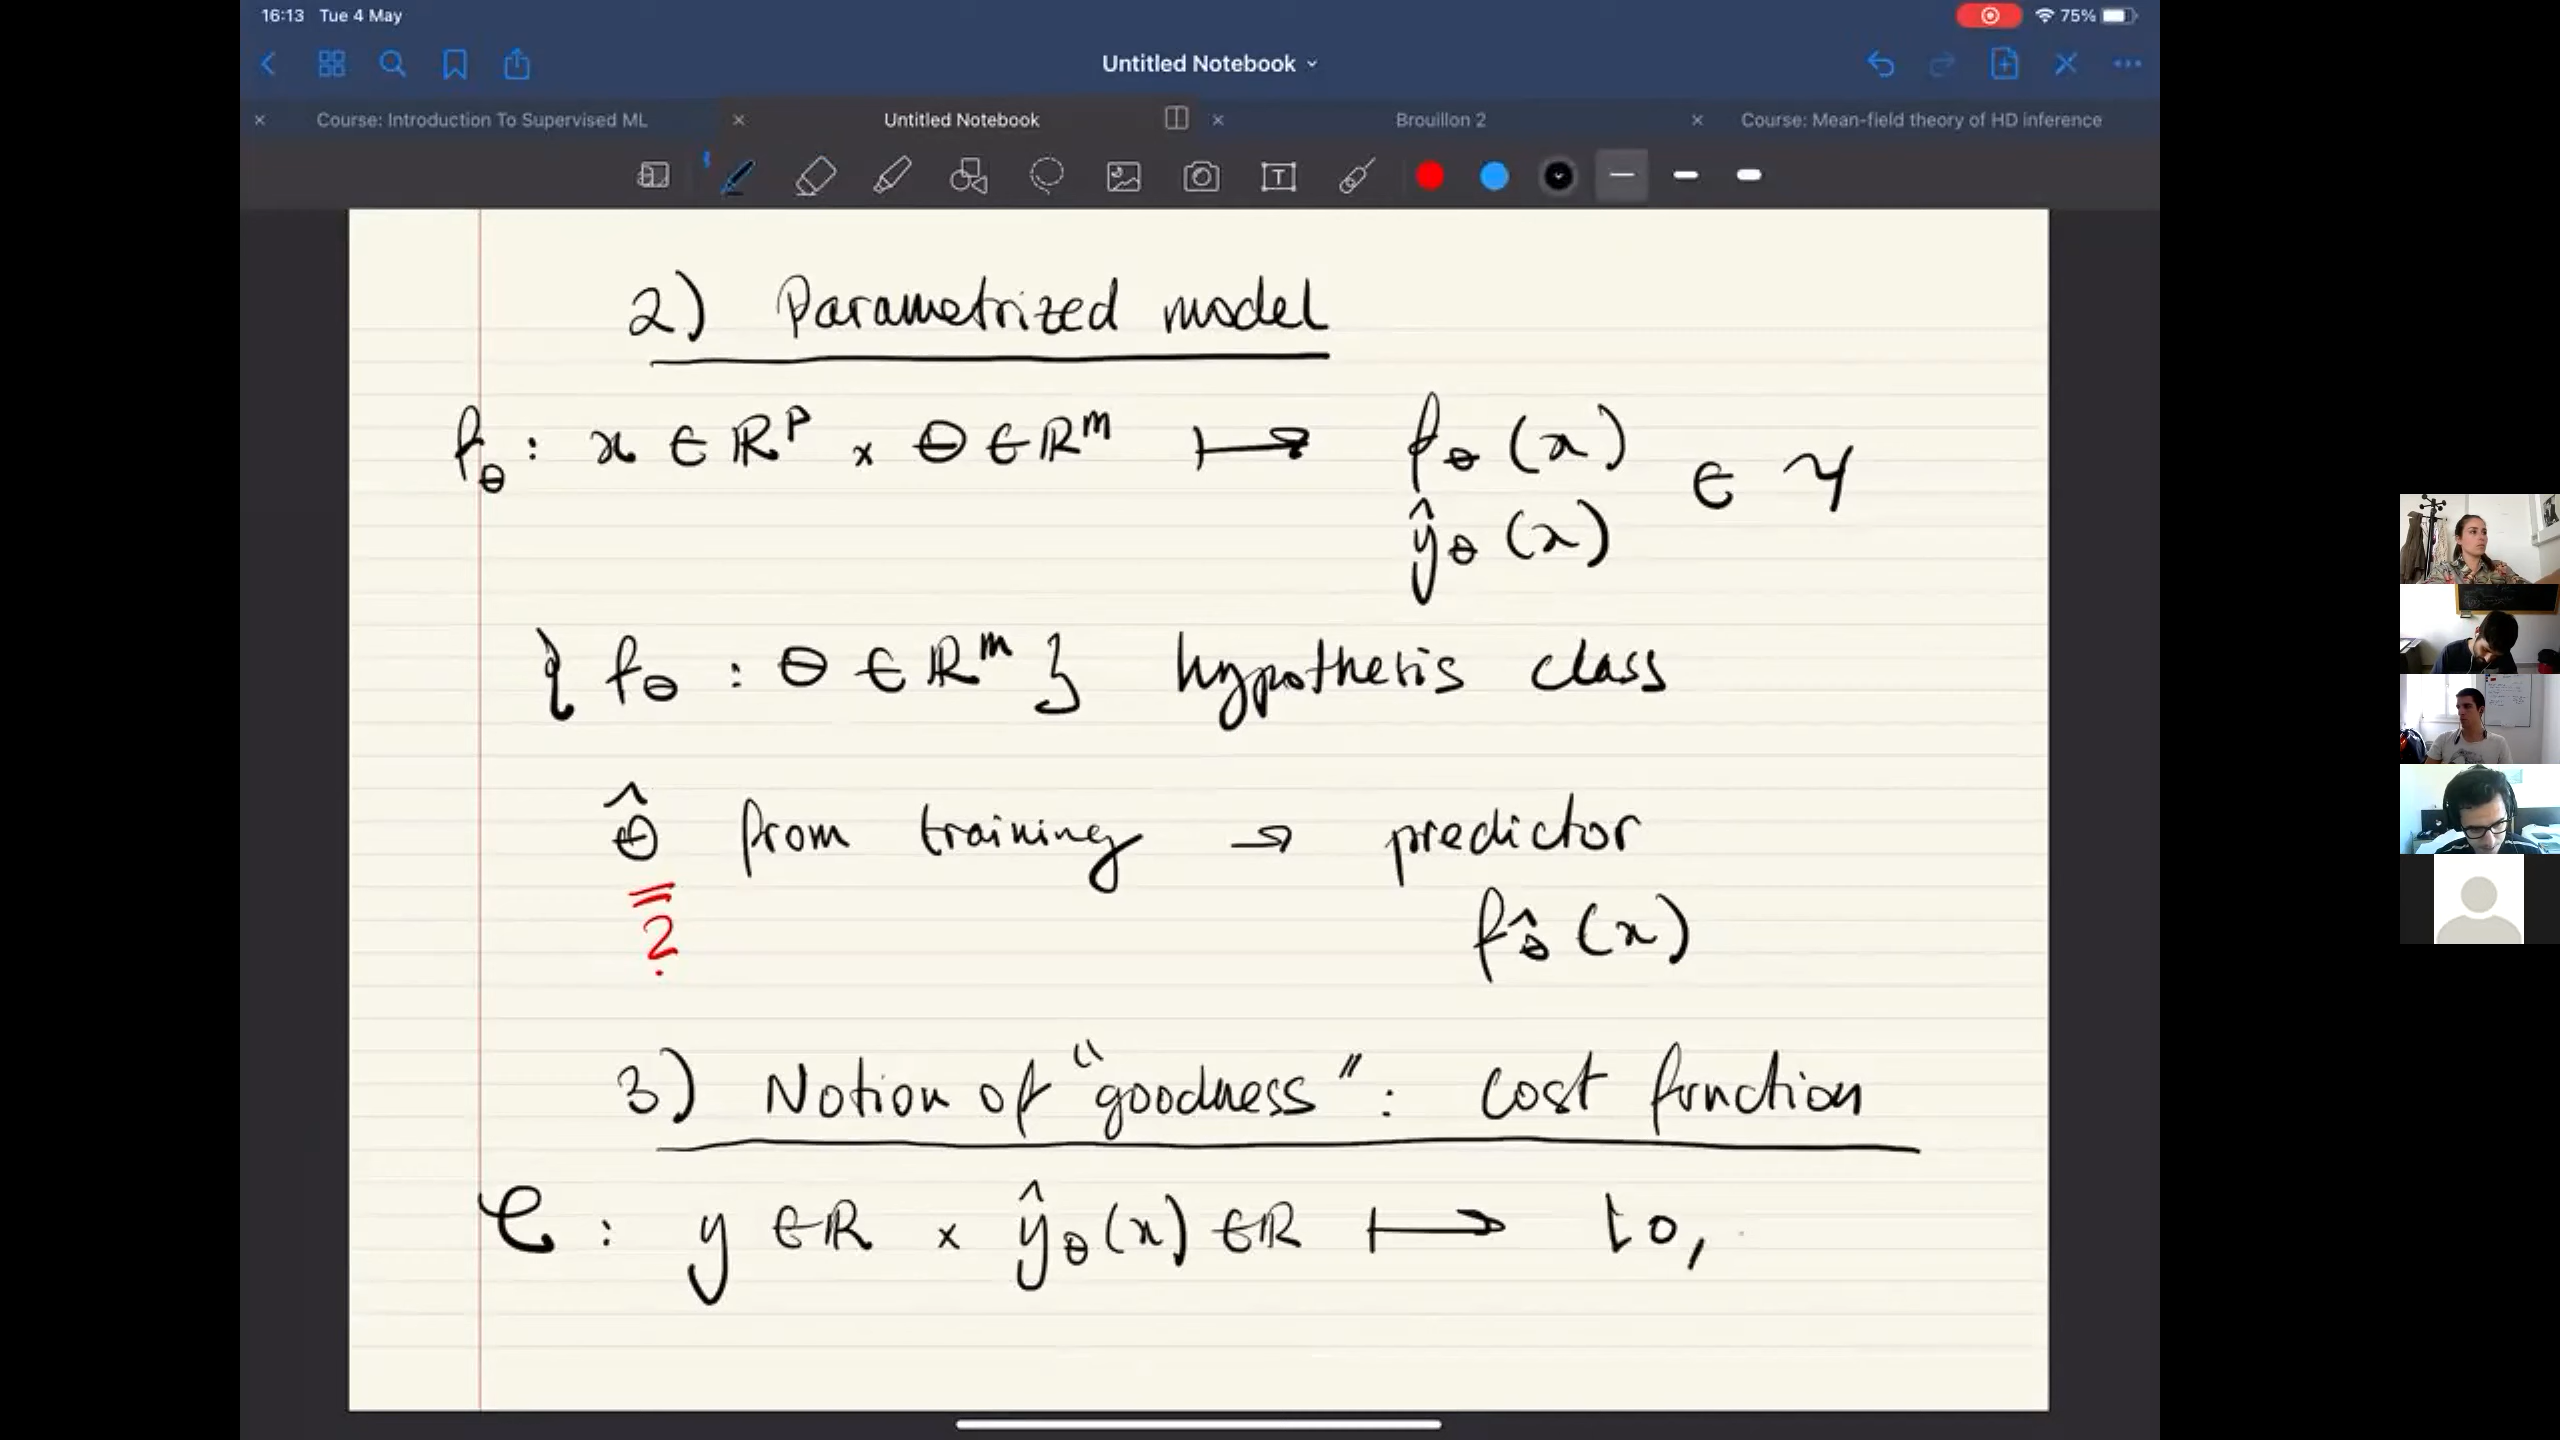 16:13 Tue 4 May 75%
Untitled Notebook
Course: Introduction To Supervised ML Untitled Notebook Brouillon 2 Course: Mean-field theory of HD inference
T
2) Parametrized model
f_θ : x ∈ ℝ^p × θ ∈ ℝ^m ↦ f_θ(x)
ŷ_θ(x) ∈ 𝒴
{ f_θ : θ ∈ ℝ^m } hypothesis class
θ̂ from training → predictor
? f_θ̂(x)
3) Notion of "goodness" : cost function
𝒞 : y ∈ ℝ × ŷ_θ(x) ∈ ℝ ↦ [0,